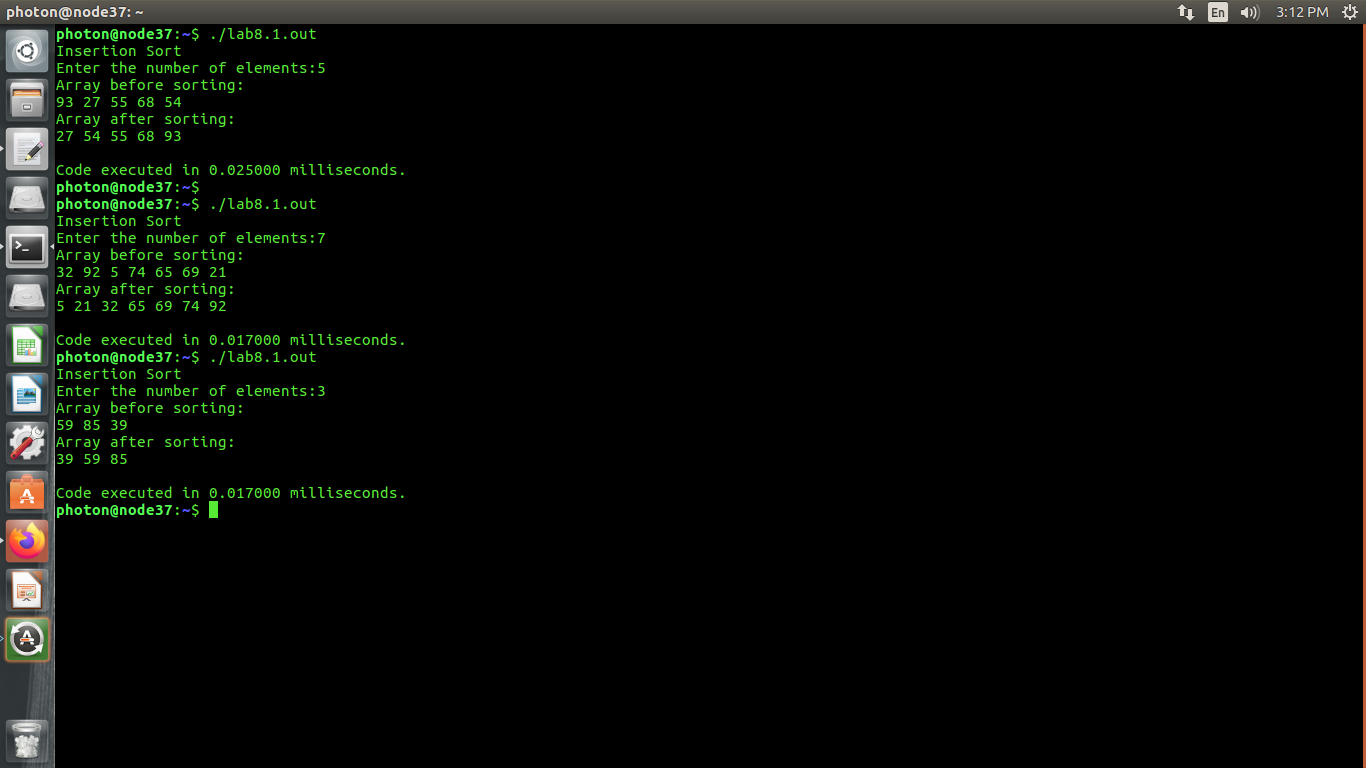 photon@node37: ~
En
3:12 PM
photon@node37:~$ ./lab8.1.out
Insertion Sort
Enter the number of elements:5
Array before sorting:
93 27 55 68 54
Array after sorting:
27 54 55 68 93
Code executed in 0.025000 milliseconds.
photon@node37:~$
photon@node37:~$ ./lab8.1.out
Insertion Sort
Enter the number of elements:7
Array before sorting:
32 92 5 74 65 69 21
Array after sorting:
5 21 32 65 69 74 92
Code executed in 0.017000 milliseconds.
photon@node37:~$ ./lab8.1.out
Insertion Sort
Enter the number of elements:3
Array before sorting:
59 85 39
Array after sorting:
39 59 85
Code executed in 0.017000 milliseconds.
photon@node37:~$